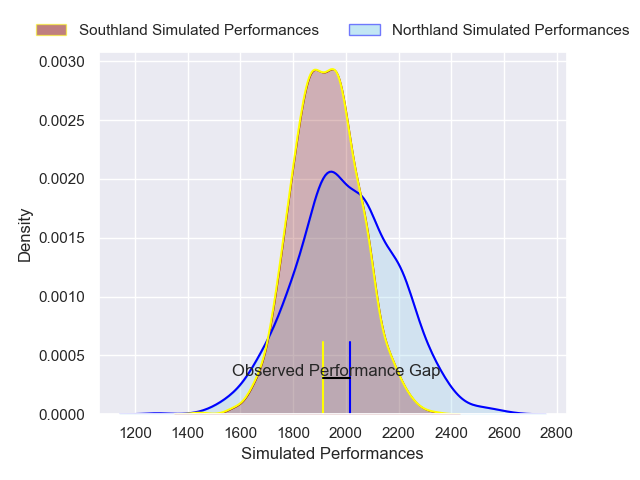 Southland Simulated Performances
Northland Simulated Performances
0.0030
0.0025
0.0020
0.0015
0.0010
0.0005
0.0000
Density
Observed Performance Gap
1200 1400 1600 1800 2000 2200 2400 2600 2800
Simulated Performances